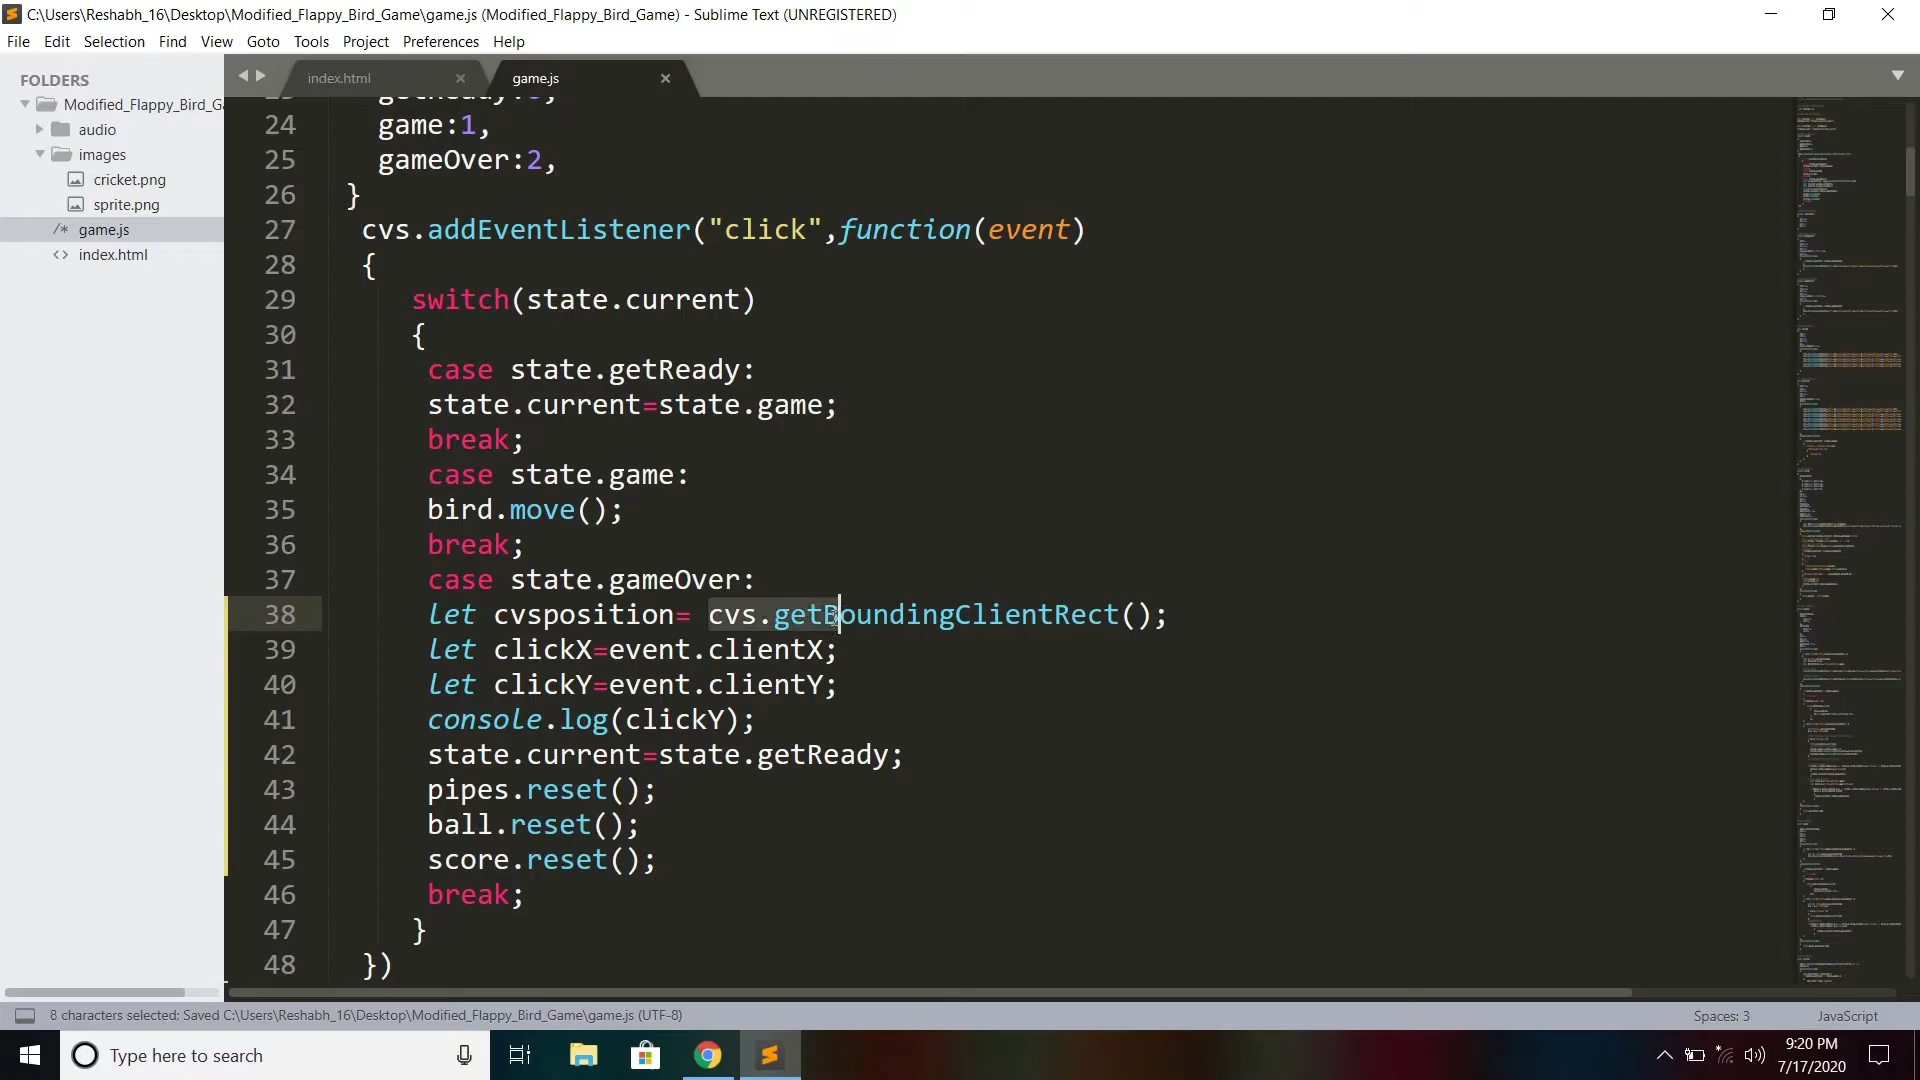 C:\Users\Reshabh_16\Desktop\Modified_Flappy_Bird_Game\game.js (Modified_Flappy_Bird_Game) - Sublime Text (UNREGISTERED)
File Edit Selection Find View Goto Tools Project Preferences Help
FOLDERS
Modified_Flappy_Bird_G
audio
images
cricket.png
sprite.png
/* game.js
<> index.html
index.html
game.js
24 game:1,
25 gameOver:2,
26 }
27 cvs.addEventListener("click",function(event)
28 {
29 switch(state.current)
30 {
31 case state.getReady:
32 state.current=state.game;
33 break;
34 case state.game:
35 bird.move();
36 break;
37 case state.gameOver:
38 let cvsposition= cvs.getBoundingClientRect();
39 let clickX=event.clientX;
40 let clickY=event.clientY;
41 console.log(clickY);
42 state.current=state.getReady;
43 pipes.reset();
44 ball.reset();
45 score.reset();
46 break;
47 }
48 })
8 characters selected; Saved C:\Users\Reshabh_16\Desktop\Modified_Flappy_Bird_Game\game.js (UTF-8)
Spaces: 3
JavaScript
Type here to search
9:20 PM
7/17/2020